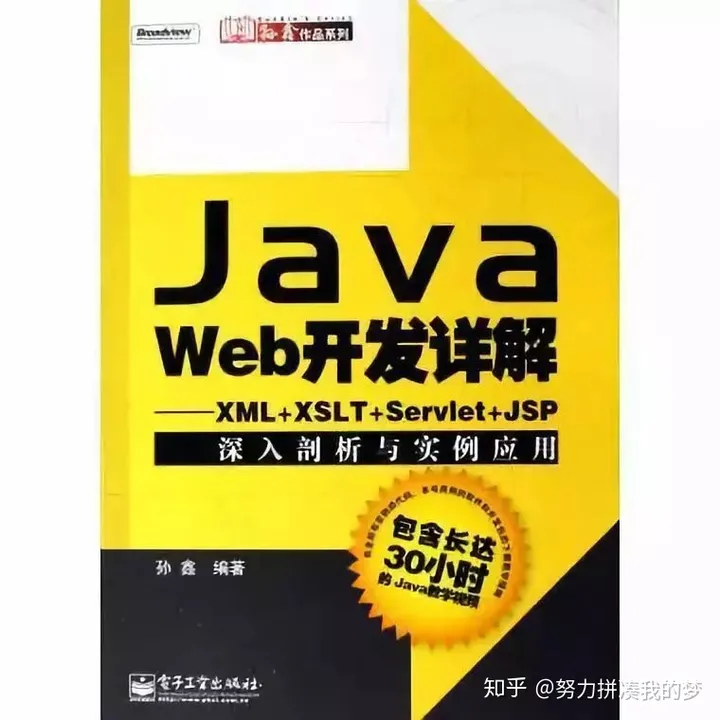 Broadview
孙鑫作品系列
Java
Web开发详解
——XML+XSLT+Servlet+JSP
深入剖析与实例应用
包含长达
30小时
的 Java教学视频
孙 鑫 编著
电子工业出版社
知乎 @努力拼凑我的梦